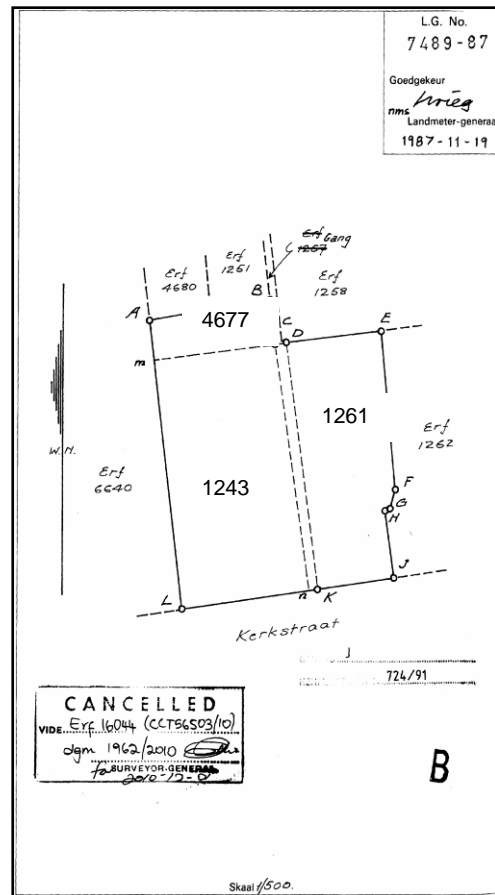 L.G. No.
7489-87
Goedgekeur
nms
Landmeter-generaal
1987-11-19
Erf Gang
1257
Erf
1251
Erf
4680
Erf
1258
B
A
4677
C
D
E
m
1261
Erf
1262
W.N.
Erf
6640
1243
F
G
H
J
L
n
K
Kerkstraat
J
724/91
CANCELLED
VIDE Erf 16044 (CCT56503/10)
dgm 1962/2010
fa SURVEYOR-GENERAL
2010-12-0
B
Skaal 1/500.